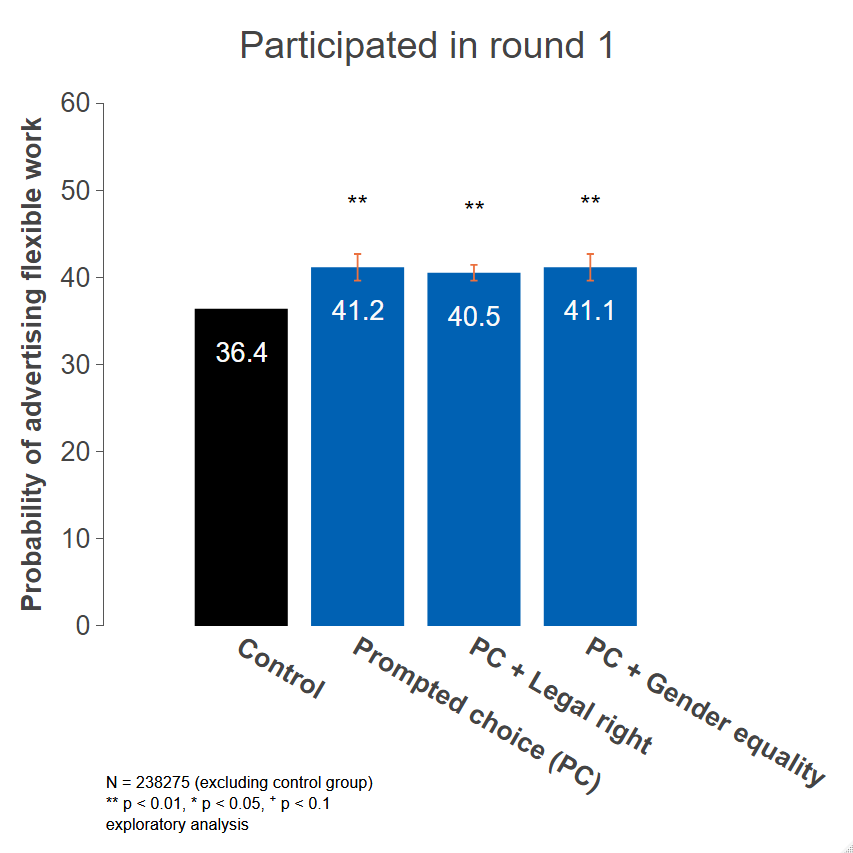 Participated in round 1
Probability of advertising flexible work
60
50
40
30
20
10
0
**
**
**
36.4
41.2
40.5
41.1
Control
Prompted choice (PC)
PC + Legal right
PC + Gender equality
N = 238275 (excluding control group)
** p < 0.01, * p < 0.05, + p < 0.1
exploratory analysis